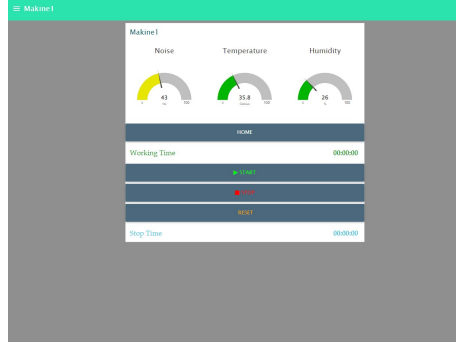 ≡ Makine1
Makine1
Noise Temperature Humidity
43 35.8 26
0 % 100 0 Celsius 100 0 % 100
HOME
Working Time 00:00:00
▶ START
RESET
Stop Time 00:00:00